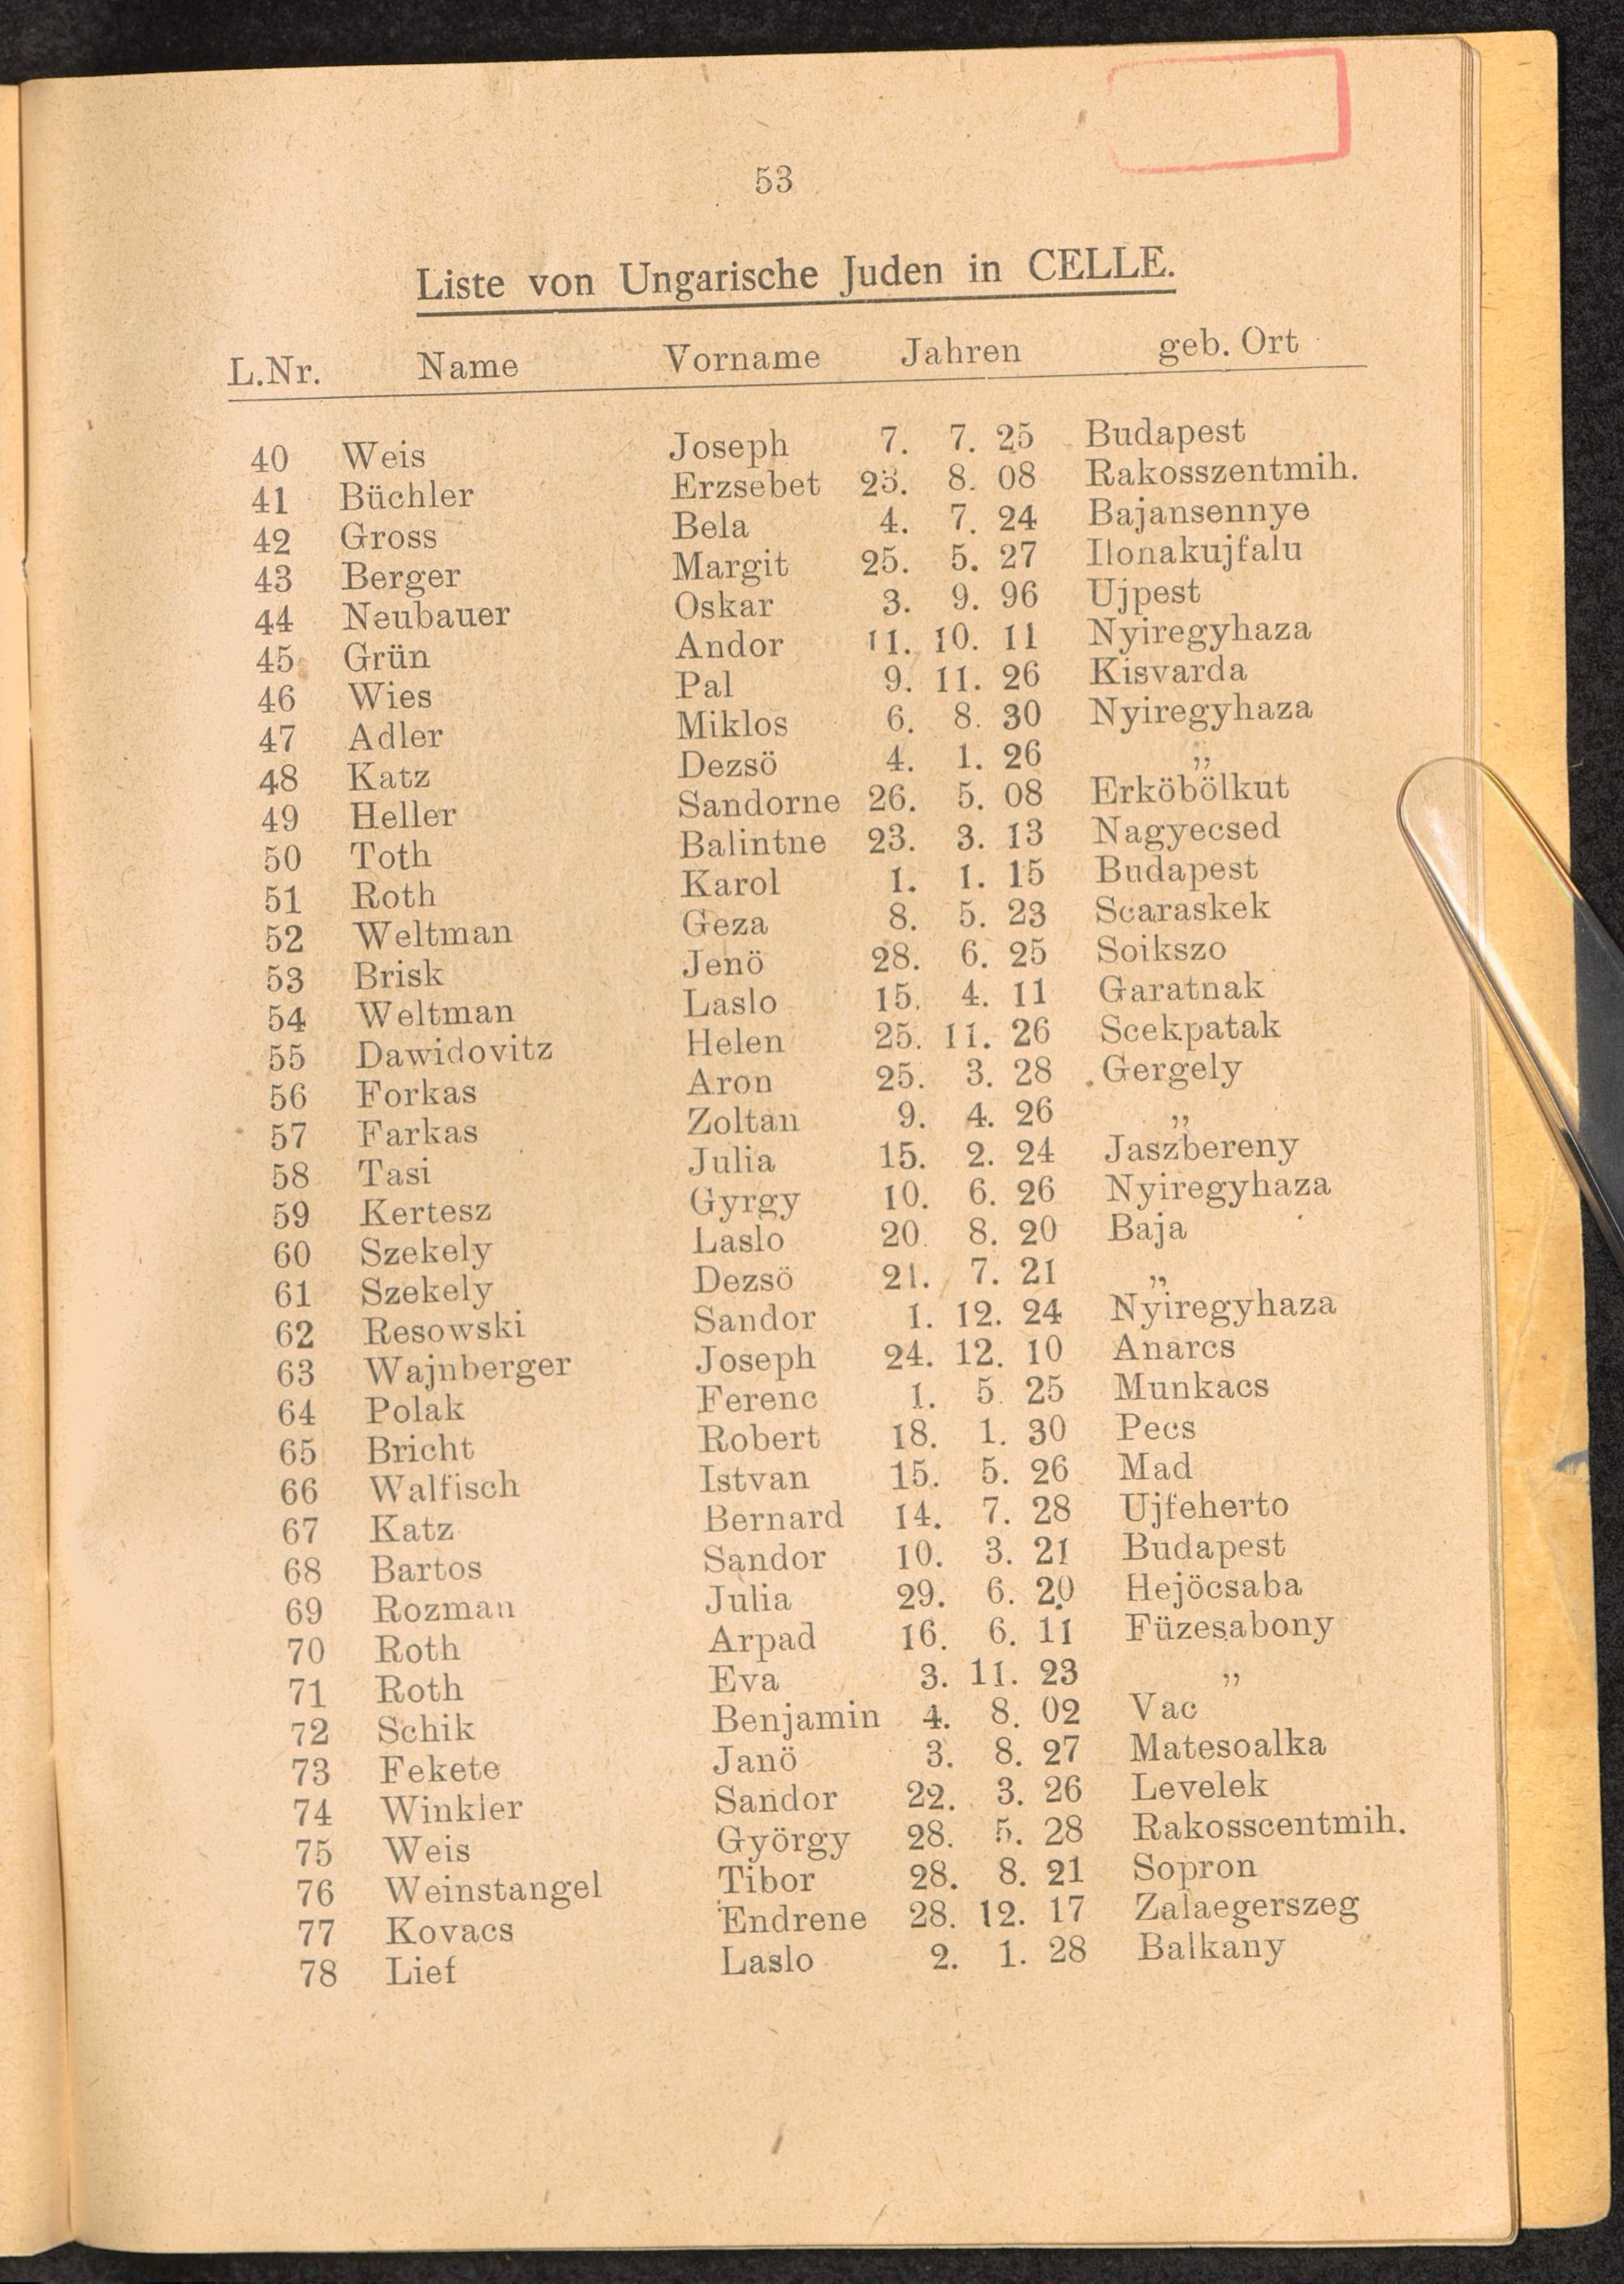 53
Liste von Ungarische Juden in CELLE.
L.Nr. Name Vorname Jahren geb. Ort
40 Weis Joseph 7. 7. 25 Budapest
41 Büchler Erzsebet 23. 8. 08 Rakosszentmih.
42 Gross Bela 4. 7. 24 Bajansennye
43 Berger Margit 25. 5. 27 Ilonakujfalu
44 Neubauer Oskar 3. 9. 96 Ujpest
45 Grün Andor 11. 10. 11 Nyiregyhaza
46 Wies Pal 9. 11. 26 Kisvarda
47 Adler Miklos 6. 8. 30 Nyiregyhaza
48 Katz Dezsö 4. 1. 26 „
49 Heller Sandorne 26. 5. 08 Erköbölkut
50 Toth Balintne 23. 3. 13 Nagyecsed
51 Roth Karol 1. 1. 15 Budapest
52 Weltman Geza 8. 5. 23 Scaraskek
53 Brisk Jenö 28. 6. 25 Soikszo
54 Weltman Laslo 15. 4. 11 Garatnak
55 Dawidovitz Helen 25. 11. 26 Scekpatak
56 Forkas Aron 25. 3. 28 Gergely
57 Farkas Zoltan 9. 4. 26 „
58 Tasi Julia 15. 2. 24 Jaszbereny
59 Kertesz Gyrgy 10. 6. 26 Nyiregyhaza
60 Szekely Laslo 20. 8. 20 Baja
61 Szekely Dezsö 21. 7. 21 „
62 Resowski Sandor 1. 12. 24 Nyiregyhaza
63 Wajnberger Joseph 24. 12. 10 Anarcs
64 Polak Ferenc 1. 5. 25 Munkacs
65 Bricht Robert 18. 1. 30 Pecs
66 Walfisch Istvan 15. 5. 26 Mad
67 Katz Bernard 14. 7. 28 Ujfeherto
68 Bartos Sandor 10. 3. 21 Budapest
69 Rozman Julia 29. 6. 20 Hejöcsaba
70 Roth Arpad 16. 6. 11 Füzesabony
71 Roth Eva 3. 11. 23 „
72 Schik Benjamin 4. 8. 02 Vac
73 Fekete Janö 3. 8. 27 Matesoalka
74 Winkler Sandor 22. 3. 26 Levelek
75 Weis György 28. 5. 28 Rakosscentmih.
76 Weinstangel Tibor 28. 8. 21 Sopron
77 Kovacs Endrene 28. 12. 17 Zalaegerszeg
78 Lief Laslo 2. 1. 28 Balkany